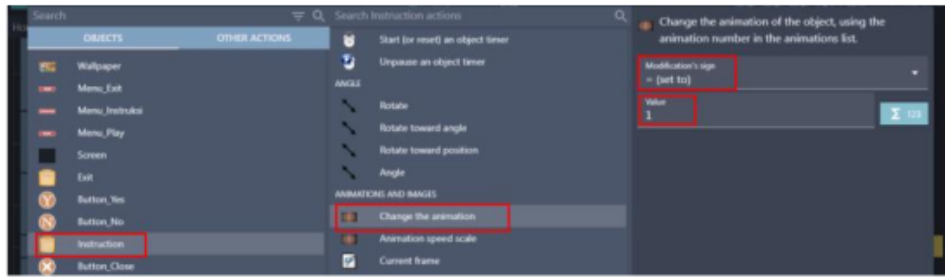 Search
OBJECTS
OTHER ACTIONS
Wallpaper
Menu_Exit
Menu_Instruksi
Menu_Play
Screen
Exit
Button_Yes
Button_No
Instruction
Button_Close
Search Instruction actions
Start (or reset) an object timer
Unpause an object timer
ANGLE
Rotate
Rotate toward angle
Rotate toward position
Angle
ANIMATIONS AND IMAGES
Change the animation
Animation speed scale
Current frame
Change the animation of the object, using the
animation number in the animations list.
Modification's sign
= (set to)
Value
1
Σ 123